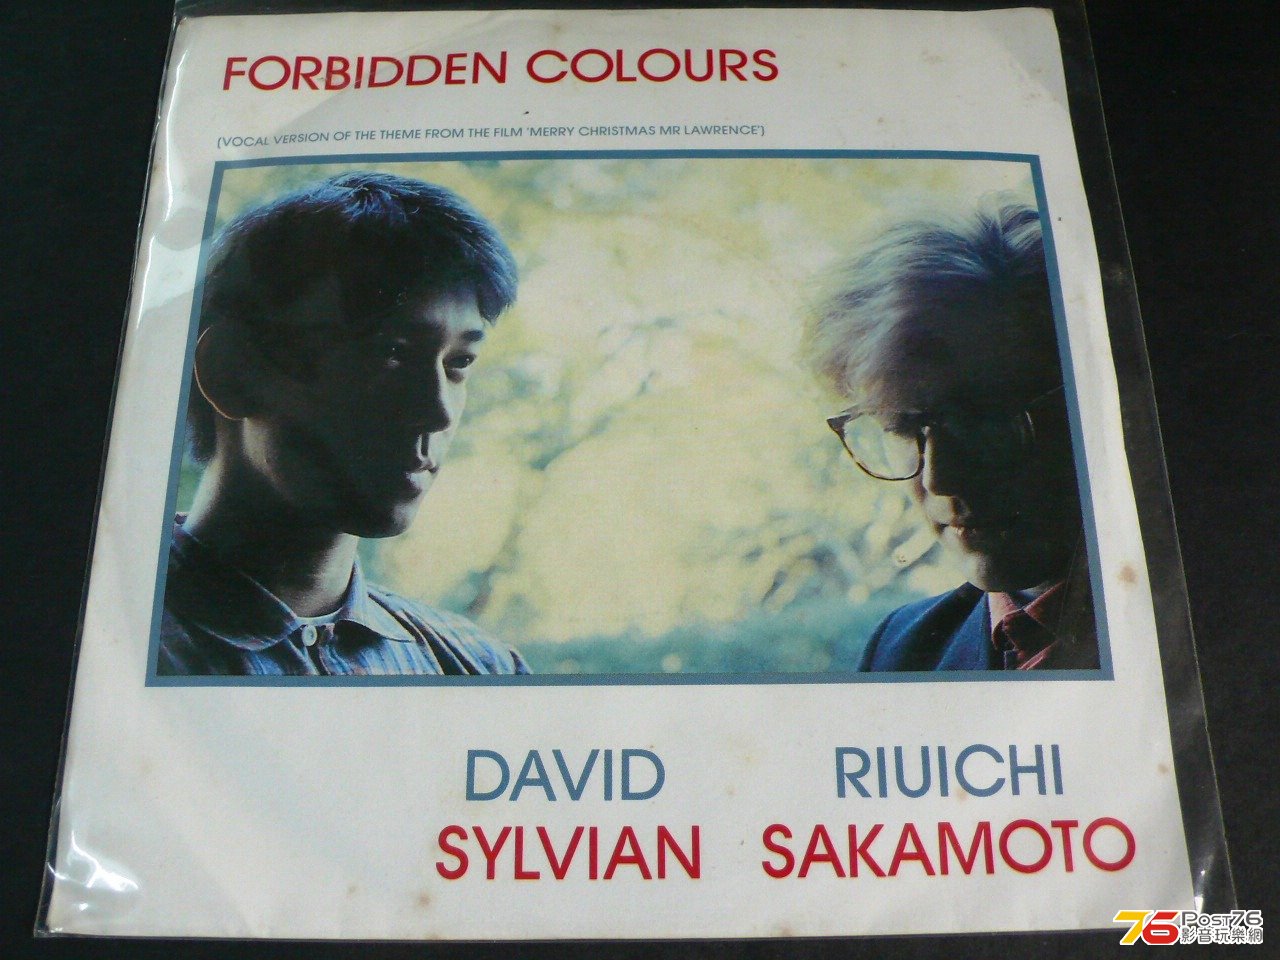 FORBIDDEN COLOURS
(VOCAL VERSION OF THE THEME FROM THE FILM 'MERRY CHRISTMAS MR LAWRENCE')
DAVID RIUICHI
SYLVIAN SAKAMOTO
76 Post76
影音玩樂網